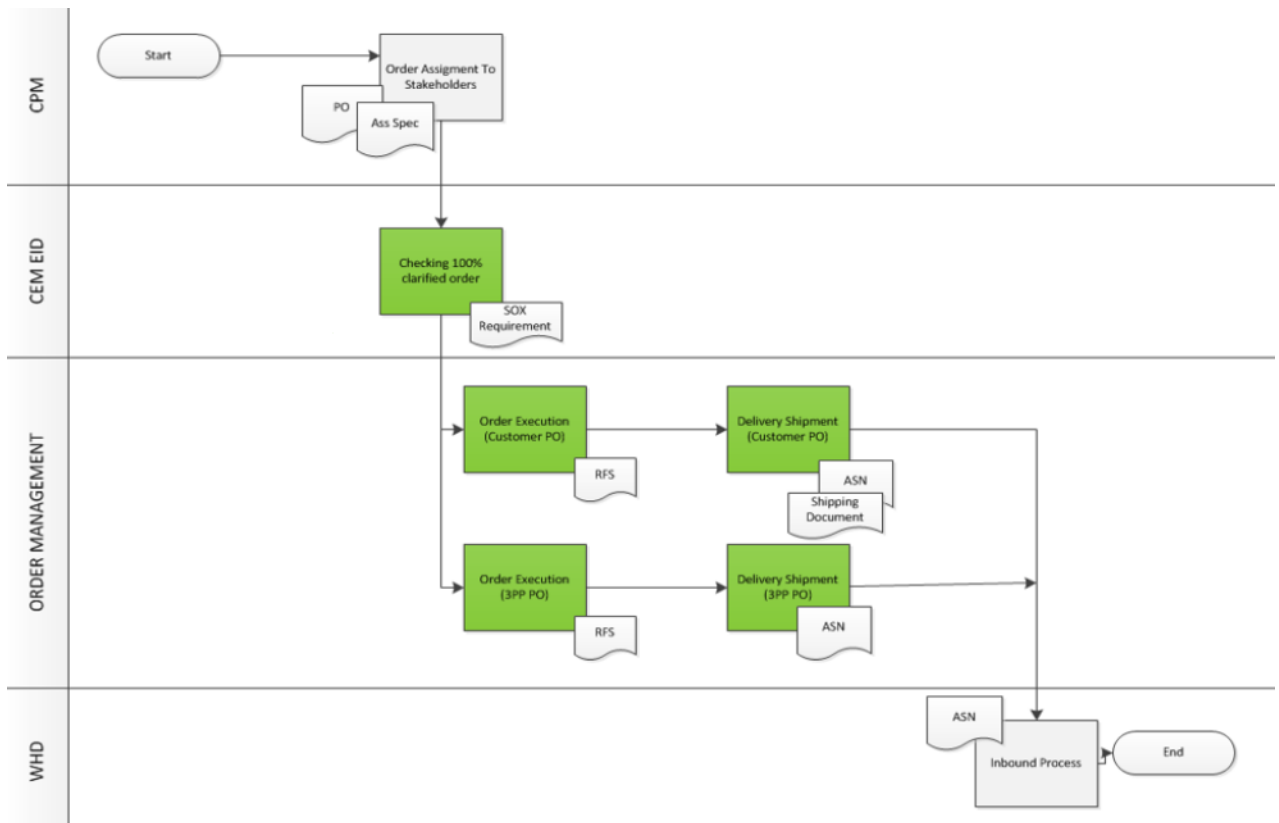 CPM
Start
Order Assigment To
Stakeholders
PO
Ass Spec
CEM EID
Checking 100%
clarified order
SOX
Requirement
ORDER MANAGEMENT
Order Execution
(Customer PO)
RFS
Delivery Shipment
(Customer PO)
ASN
Shipping
Document
Order Execution
(3PP PO)
RFS
Delivery Shipment
(3PP PO)
ASN
WHD
ASN
Inbound Process
End